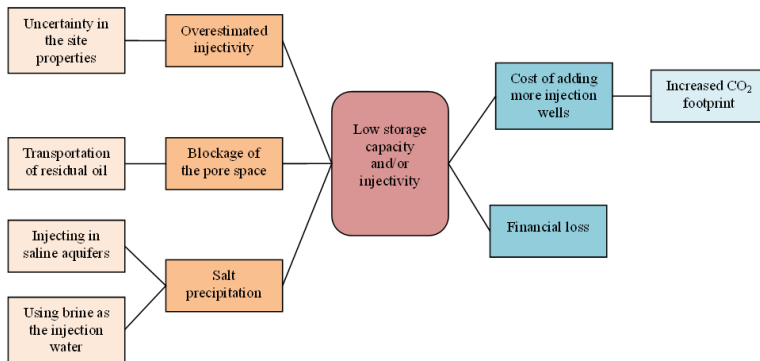 Uncertainty in
the site
properties
Overestimated
injectivity
Transportation
of residual oil
Blockage of
the pore space
Injecting in
saline aquifers
Using brine as
the injection
water
Salt
precipitation
Low storage
capacity
and/or
injectivity
Cost of adding
more injection
wells
Increased CO₂
footprint
Financial loss